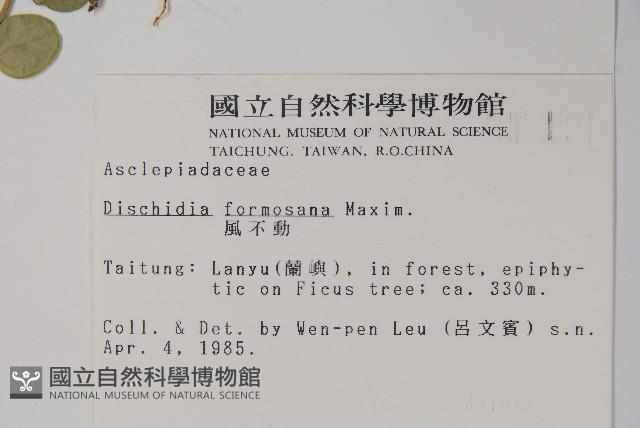 國立自然科學博物館
NATIONAL MUSEUM OF NATURAL SCIENCE
TAICHUNG, TAIWAN, R.O.CHINA
Asclepiadaceae
Dischidia formosana Maxim.
風不動
Taitung: Lanyu(蘭嶼), in forest, epiphy-
tic on Ficus tree; ca. 330m.
Coll. & Det. by Wen-pen Leu (呂文賓) s.n.
Apr. 4, 1985.
國立自然科學博物館
NATIONAL MUSEUM OF NATURAL SCIENCE